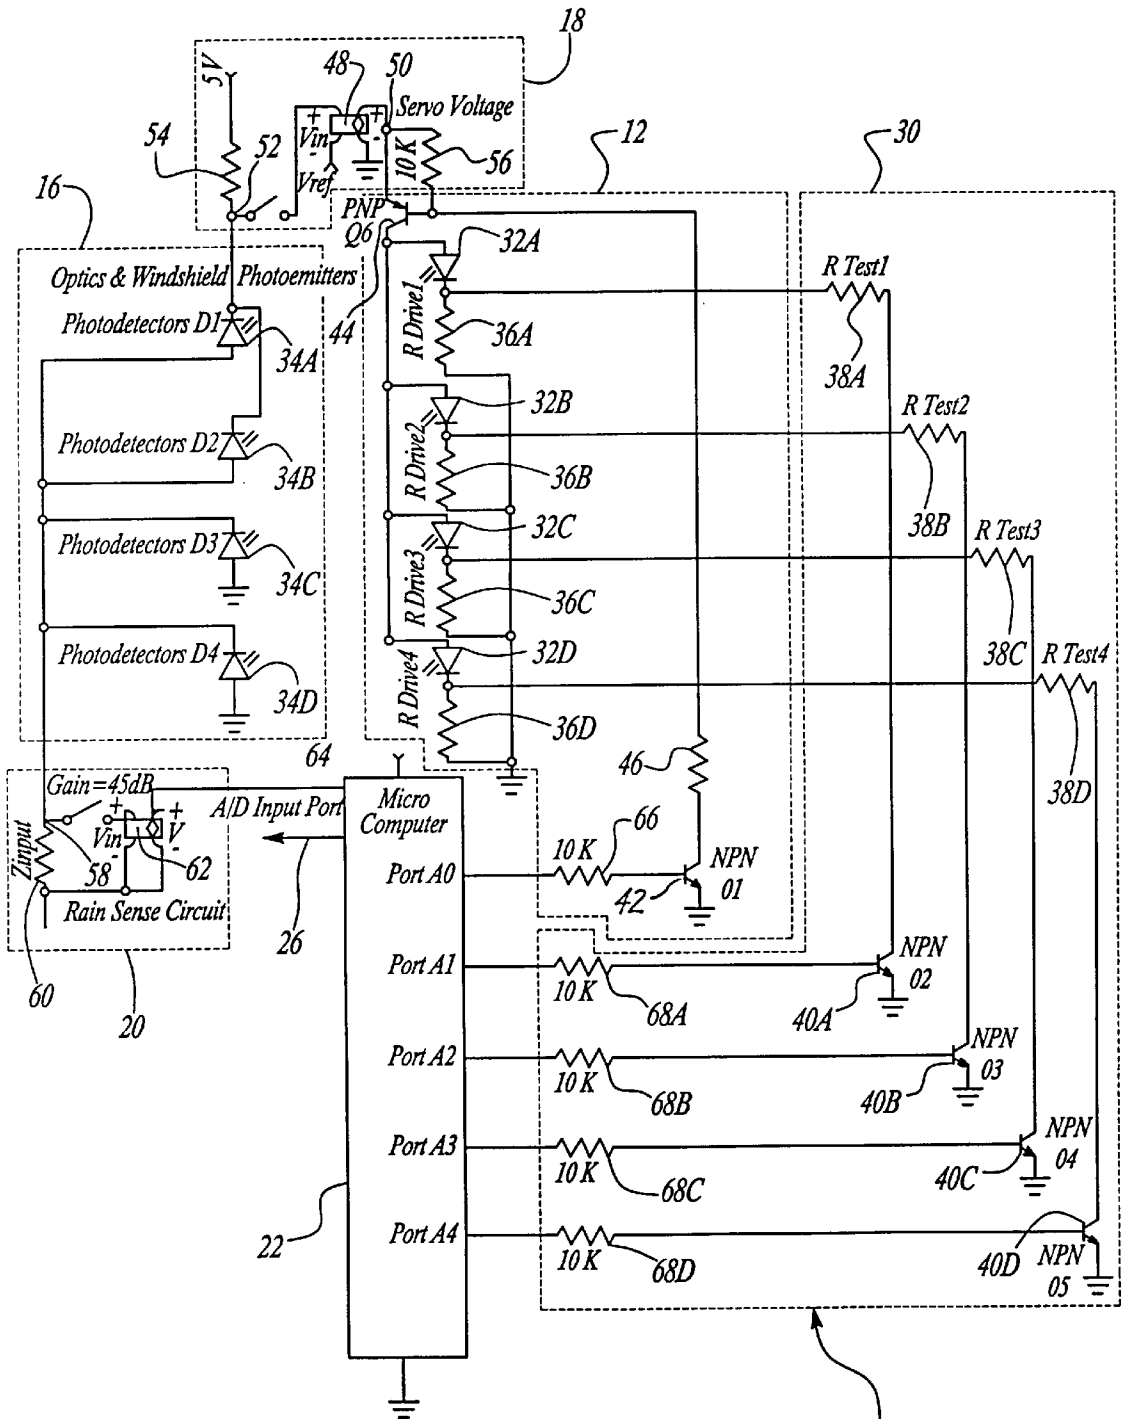 18
5 V
48
50
Servo Voltage
12
30
54
52
+
Vin
-
+
-
10 K
56
Vref
16
PNP
Q6
32A
Optics & Windshield
Photoemitters
44
R Drive1
36A
R Test1
38A
Photodetectors D1
34A
32B
R Test2
Photodetectors D2
34B
R Drive2
36B
38B
32C
R Test3
Photodetectors D3
34C
R Drive3
36C
38C
32D
R Test4
Photodetectors D4
34D
R Drive4
36D
38D
64
46
Gain=45dB
+
Vin
-
+
V
-
A/D Input Port
Micro
Computer
Zinput
58
62
66
10 K
NPN
01
Port A0
42
Rain Sense Circuit
26
60
20
Port A1
10 K
68A
40A
NPN
02
Port A2
10 K
68B
40B
NPN
03
Port A3
10 K
68C
40C
NPN
04
22
Port A4
10 K
68D
40D
NPN
05